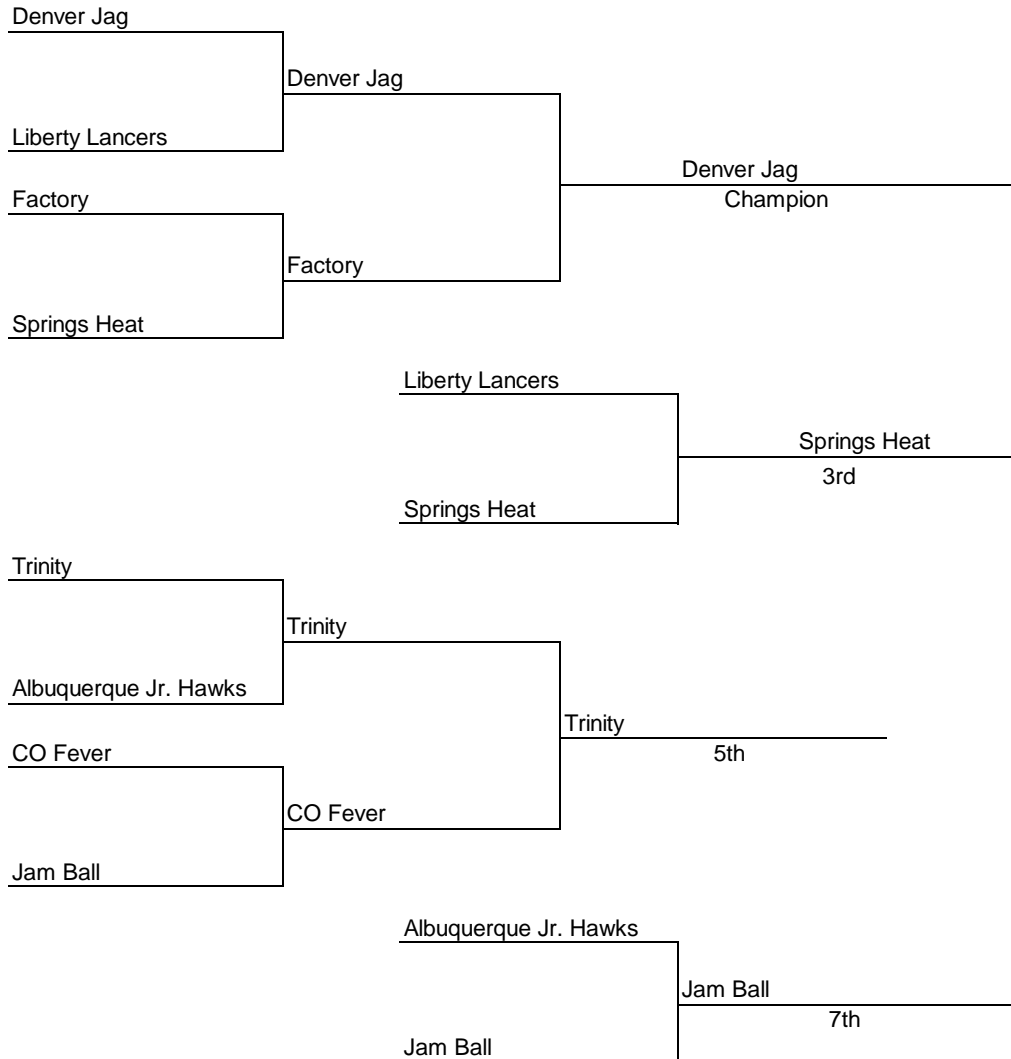 Denver Jag
Denver Jag
Liberty Lancers
Denver Jag
Factory
Champion
Factory
Springs Heat
Liberty Lancers
Springs Heat
3rd
Springs Heat
Trinity
Trinity
Albuquerque Jr. Hawks
Trinity
CO Fever
5th
CO Fever
Jam Ball
Albuquerque Jr. Hawks
Jam Ball
7th
Jam Ball